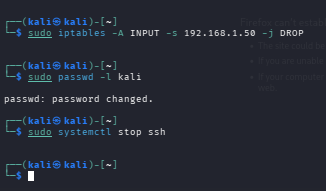 ┌──(kali㉿kali)-[~]
└─$ sudo iptables -A INPUT -s 192.168.1.50 -j DROP
┌──(kali㉿kali)-[~]
└─$ sudo passwd -l kali
passwd: password changed.
┌──(kali㉿kali)-[~]
└─$ sudo systemctl stop ssh
┌──(kali㉿kali)-[~]
└─$